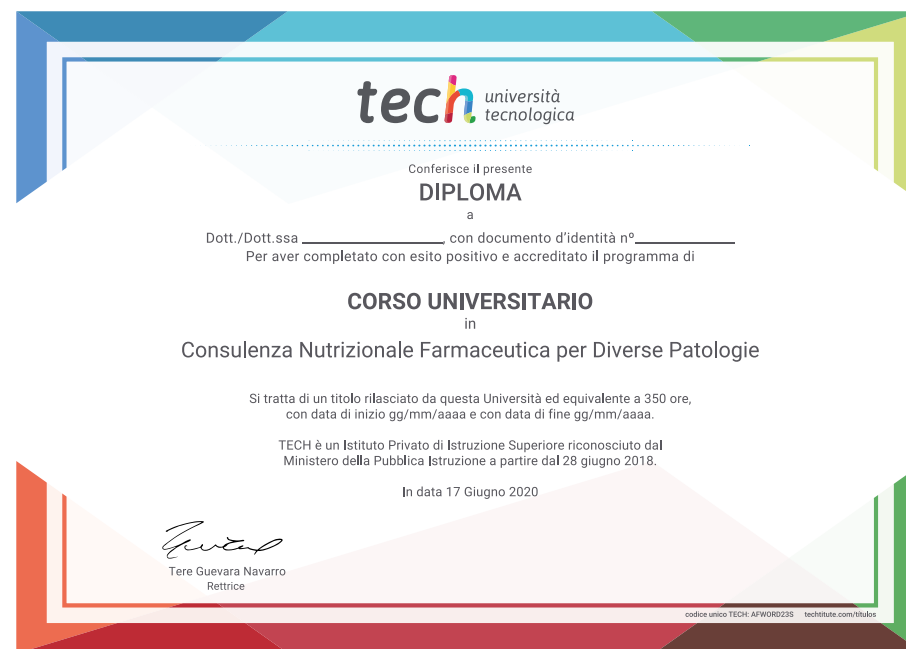 tech università
tecnologica
Conferisce il presente
DIPLOMA
a
Dott./Dott.ssa ____________________, con documento d'identità nº______________
Per aver completato con esito positivo e accreditato il programma di
CORSO UNIVERSITARIO
in
Consulenza Nutrizionale Farmaceutica per Diverse Patologie
Si tratta di un titolo rilasciato da questa Università ed equivalente a 350 ore,
con data di inizio gg/mm/aaaa e con data di fine gg/mm/aaaa.
TECH è un Istituto Privato di Istruzione Superiore riconosciuto dal
Ministero della Pubblica Istruzione a partire dal 28 giugno 2018.
In data 17 Giugno 2020
Tere Guevara Navarro
Rettrice
codice unico TECH: AFWORD23S techtitute.com/títulos